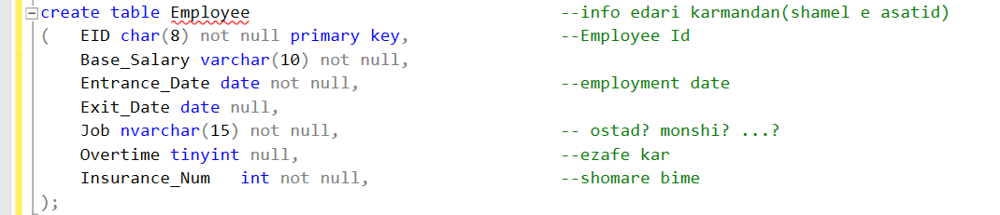 create table Employee --info edari karmandan(shamel e asatid)
( EID char(8) not null primary key, --Employee Id
Base_Salary varchar(10) not null,
Entrance_Date date not null, --employment date
Exit_Date date null,
Job nvarchar(15) not null, -- ostad? monshi? ...?
Overtime tinyint null, --ezafe kar
Insurance_Num int not null, --shomare bime
);